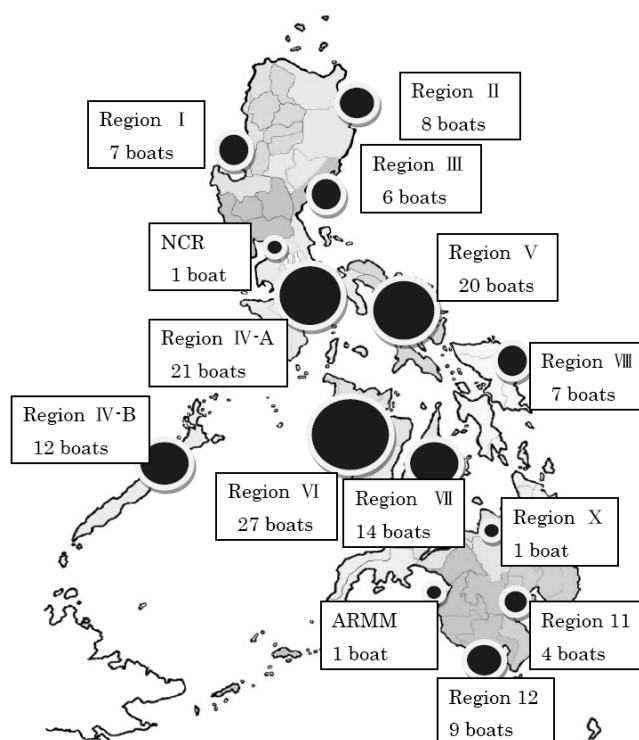 Region Ⅱ
8 boats
Region Ⅰ
7 boats
Region Ⅲ
6 boats
NCR
1 boat
Region Ⅴ
20 boats
Region Ⅳ-A
21 boats
Region Ⅷ
7 boats
Region Ⅳ-B
12 boats
Region Ⅵ
27 boats
Region Ⅶ
14 boats
Region Ⅹ
1 boat
ARMM
1 boat
Region 11
4 boats
Region 12
9 boats